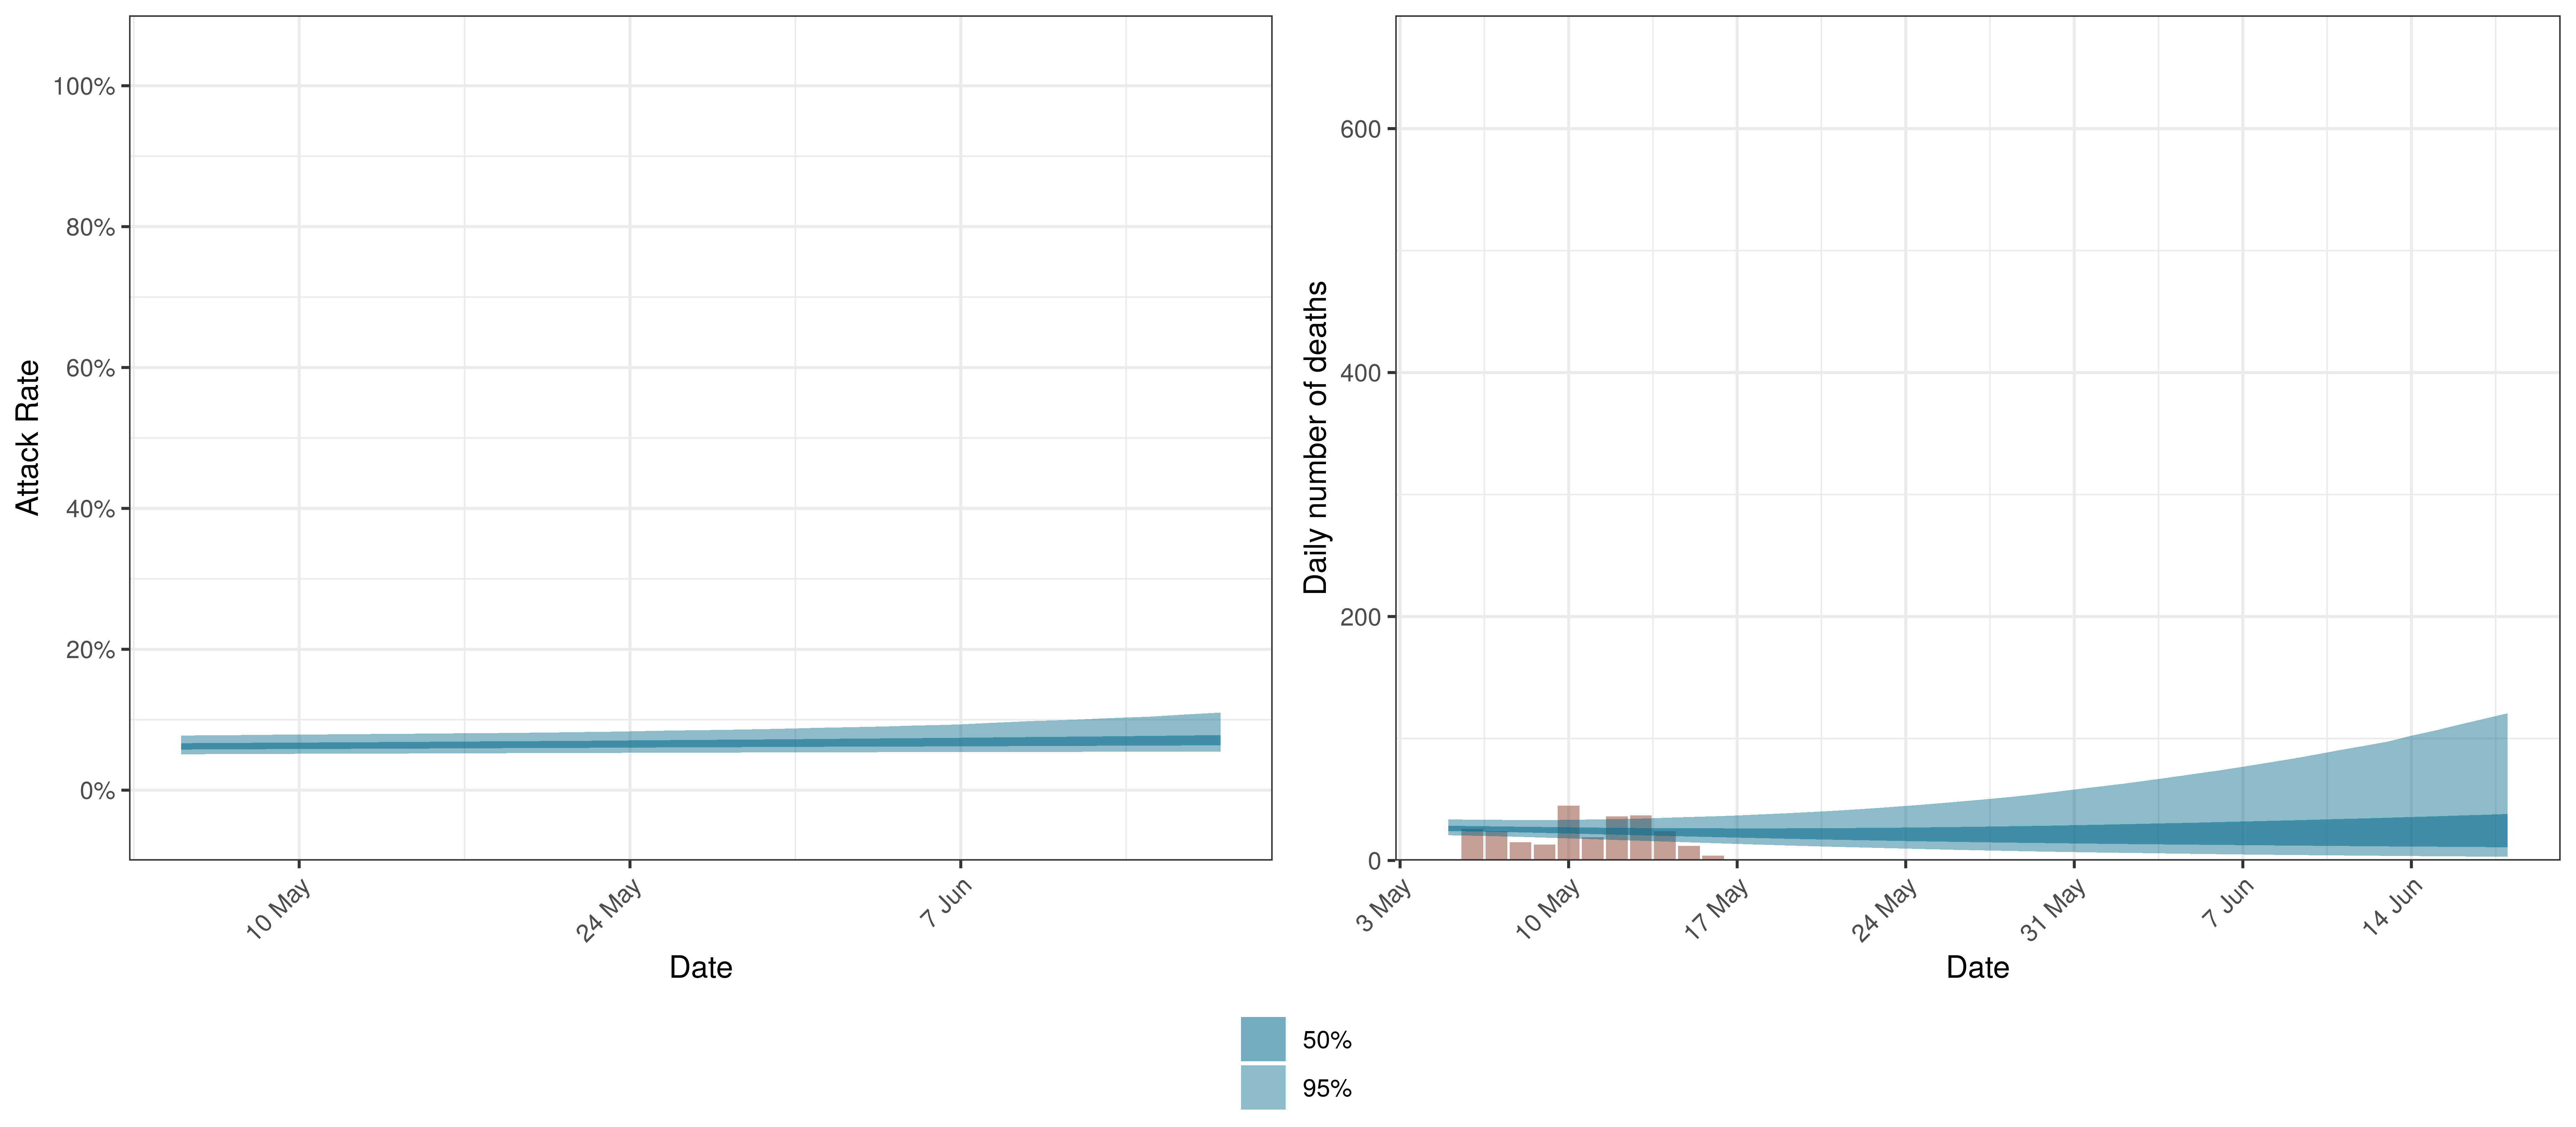 100%
80%
60%
40%
20%
0%
Attack Rate
10 May
24 May
7 Jun
Date
600
400
200
0
Daily number of deaths
3 May
10 May
17 May
24 May
31 May
7 Jun
14 Jun
Date
50%
95%